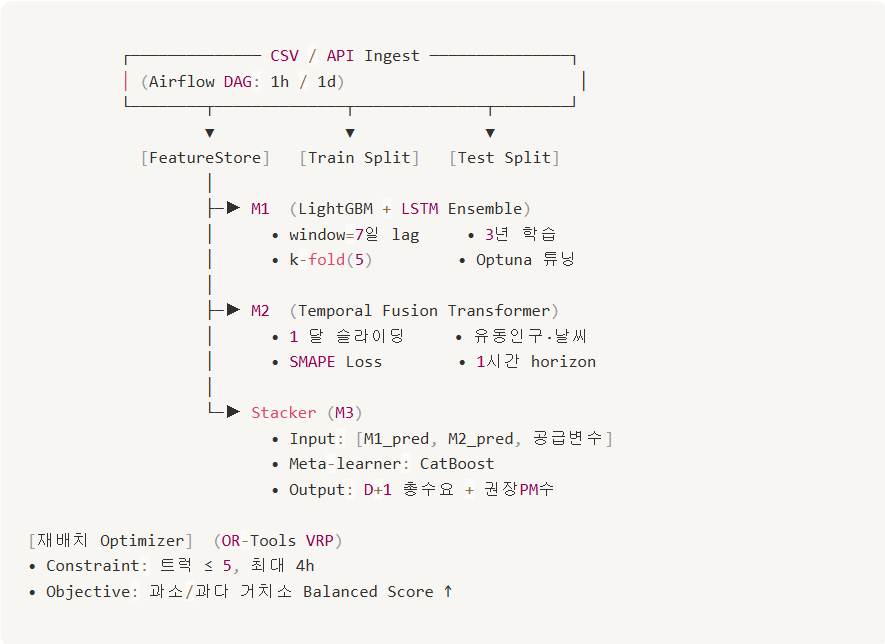 CSV / API Ingest
(Airflow DAG: 1h / 1d)
[FeatureStore] [Train Split] [Test Split]
M1 (LightGBM + LSTM Ensemble)
• window=7일 lag • 3년 학습
• k-fold(5) • Optuna 튜닝
M2 (Temporal Fusion Transformer)
• 1 달 슬라이딩 • 유동인구·날씨
• SMAPE Loss • 1시간 horizon
Stacker (M3)
• Input: [M1_pred, M2_pred, 공급변수]
• Meta-learner: CatBoost
• Output: D+1 총수요 + 권장PM수
[재배치 Optimizer] (OR-Tools VRP)
• Constraint: 트럭 ≤ 5, 최대 4h
• Objective: 과소/과다 거치소 Balanced Score ↑